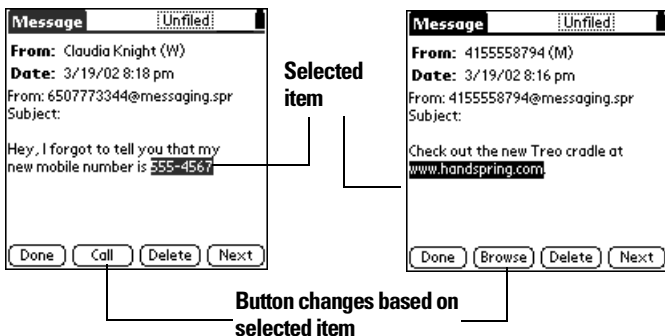 Message Unfiled
From: Claudia Knight (W)
Date: 3/19/02 8:18 pm
From: 6507773344@messaging.spr
Subject:
Hey, I forgot to tell you that my
new mobile number is 555-4567
Done Call Delete Next
Selected
item
Message Unfiled
From: 4155558794 (M)
Date: 3/19/02 8:16 pm
From: 4155558794@messaging.spr
Subject:
Check out the new Treo cradle at
www.handspring.com.
Done Browse Delete Next
Button changes based on
selected item